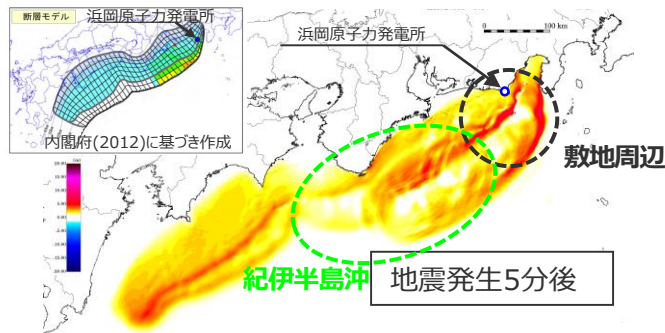 断層モデル
浜岡原子力発電所
内閣府(2012)に基づき作成
浜岡原子力発電所
0
100 km
敷地周辺
紀伊半島沖
地震発生5分後